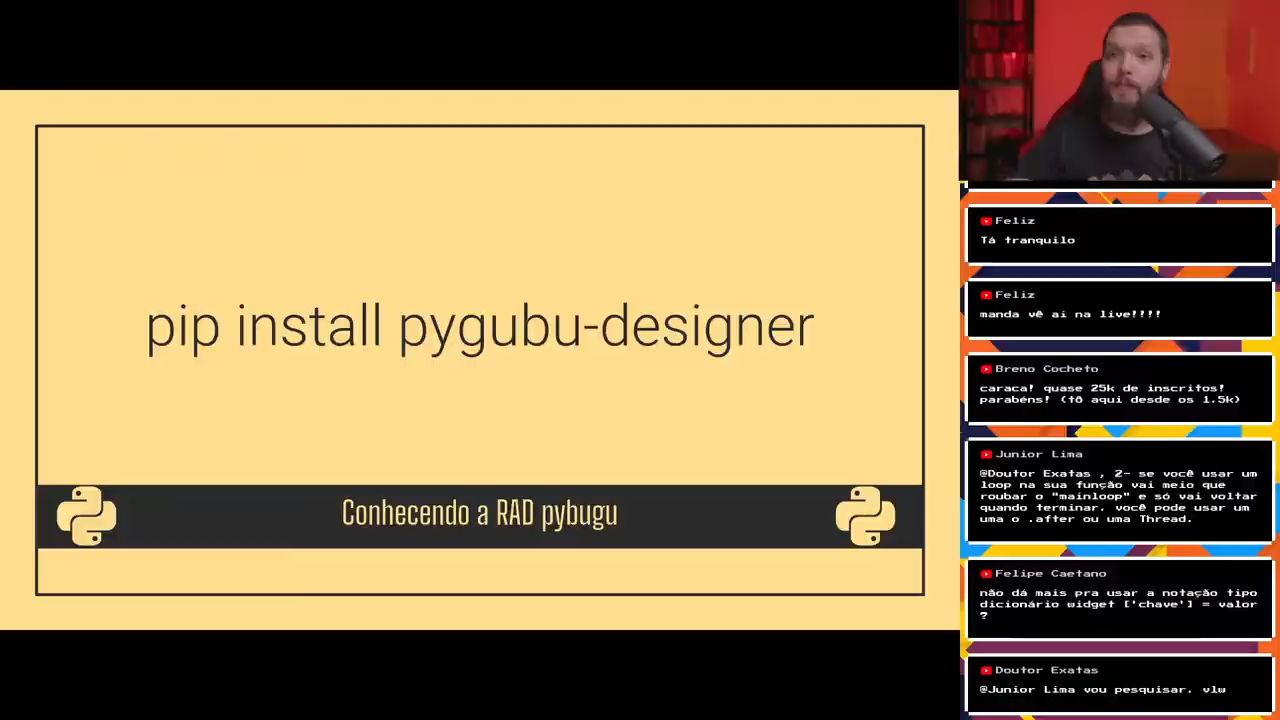 pip install pygubu-designer
Conhecendo a RAD pybugu
Feliz
Tá tranquilo
Feliz
manda vê ai na live!!!!
Breno Cocheto
caraca! quase 25k de inscritos!
parabéns! (tô aqui desde os 1.5k)
Junior Lima
@Doutor Exatas , 2- se você usar um
loop na sua função vai meio que
roubar o "mainloop" e só vai voltar
quando terminar. você pode usar um
uma o .after ou uma Thread.
Felipe Caetano
não dá mais pra usar a notação tipo
dicionário widget ['chave'] = valor
?
Doutor Exatas
@Junior Lima vou pesquisar. vlw